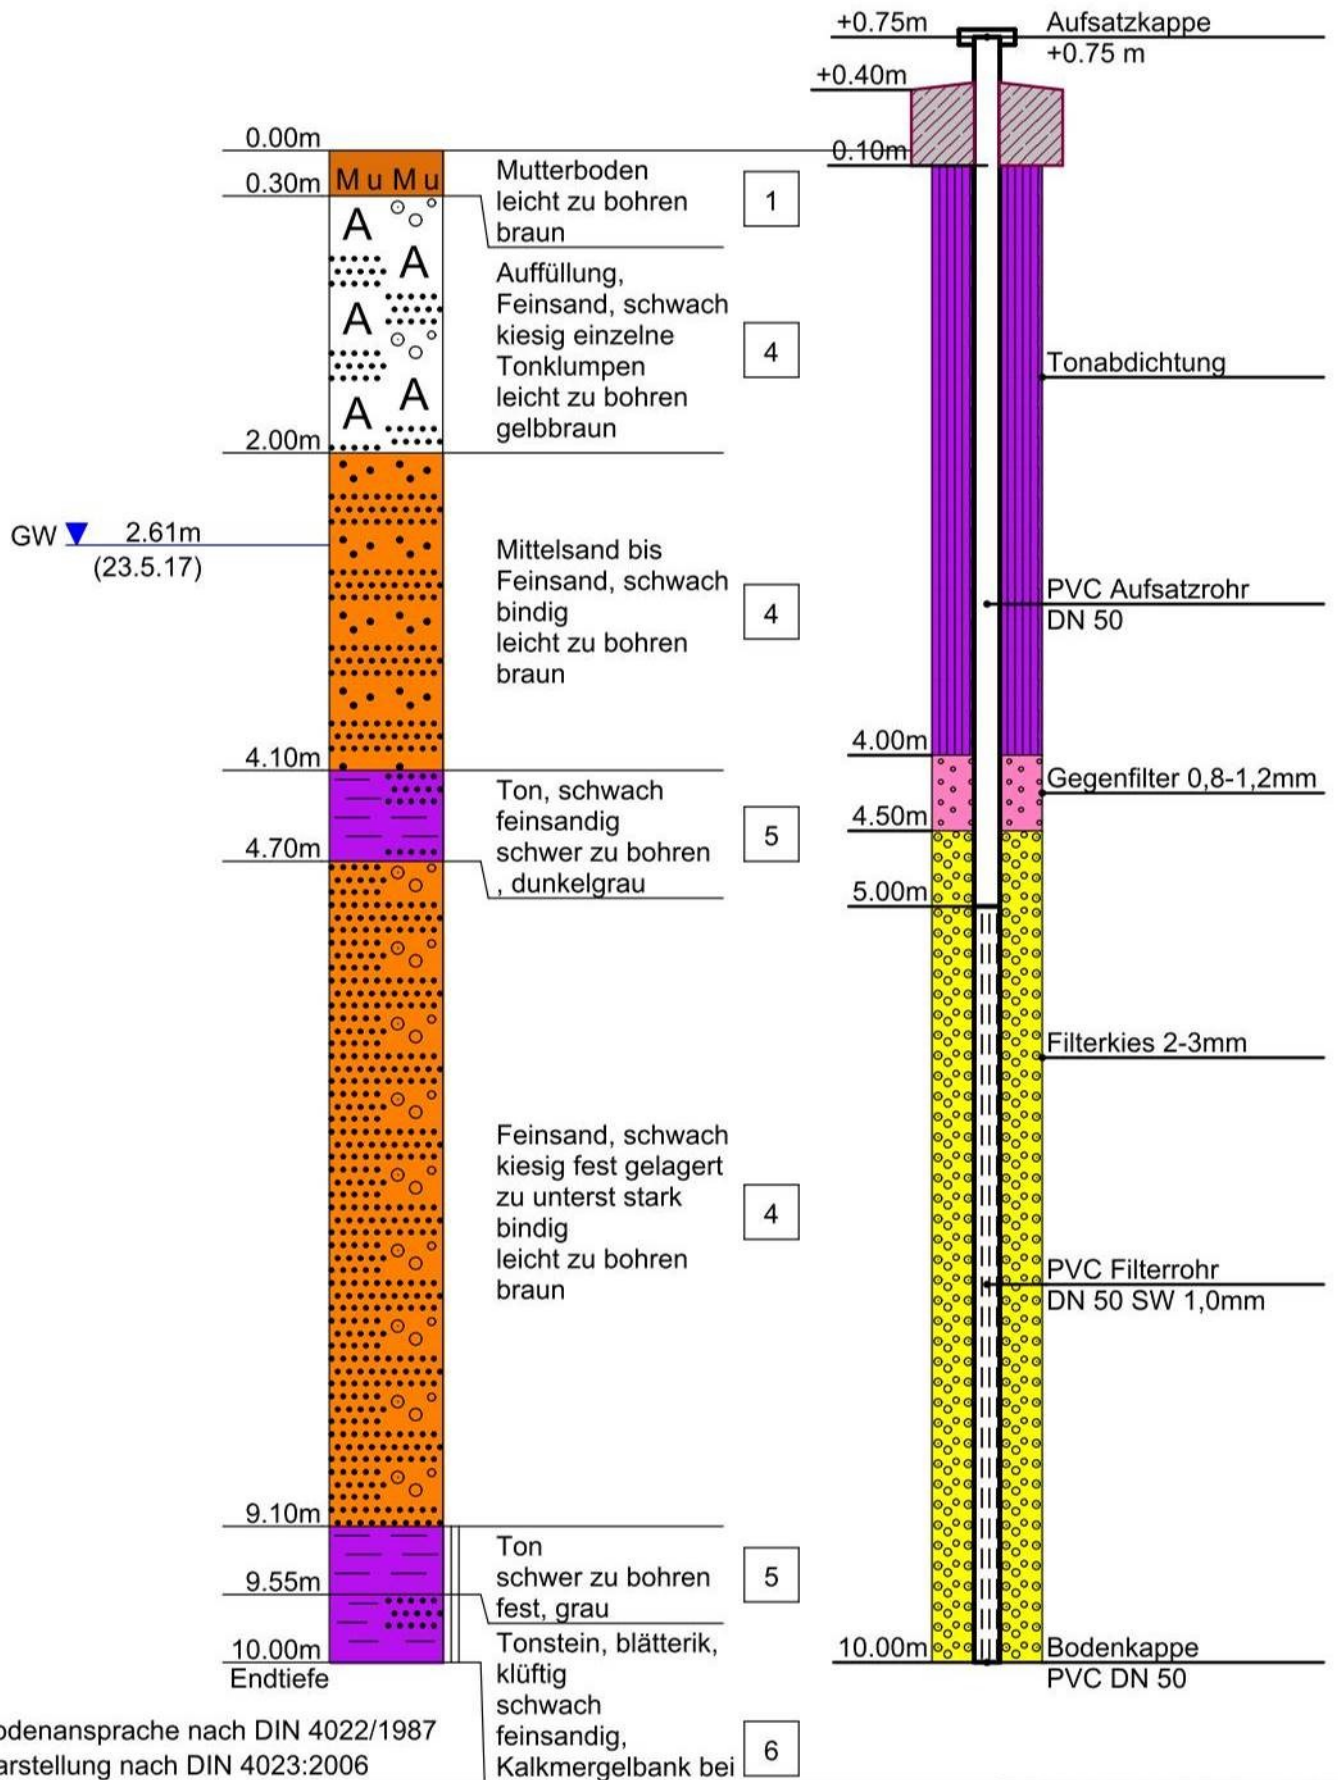 +0.75m
Aufsatzkappe
+0.75 m
+0.40m
0.10m
0.00m
0.30m
Mu Mu
Mutterboden
leicht zu bohren
braun
1
A
A
A
A
A
Auffüllung,
Feinsand, schwach
kiesig einzelne
Tonklumpen
leicht zu bohren
gelbbraun
4
2.00m
GW 2.61m
(23.5.17)
Mittelsand bis
Feinsand, schwach
bindig
leicht zu bohren
braun
4
4.10m
Ton, schwach
feinsandig
schwer zu bohren
, dunkelgrau
5
4.70m
Feinsand, schwach
kiesig fest gelagert
zu unterst stark
bindig
leicht zu bohren
braun
4
9.10m
Ton
schwer zu bohren
fest, grau
5
9.55m
Tonstein, blätterik,
klüftig
schwach
feinsandig,
Kalkmergelbank bei
6
10.00m
Endtiefe
odenansprache nach DIN 4022/1987
arstellung nach DIN 4023:2006
Tonabdichtung
PVC Aufsatzrohr
DN 50
4.00m
Gegenfilter 0,8-1,2mm
4.50m
5.00m
Filterkies 2-3mm
PVC Filterrohr
DN 50 SW 1,0mm
10.00m
Bodenkappe
PVC DN 50